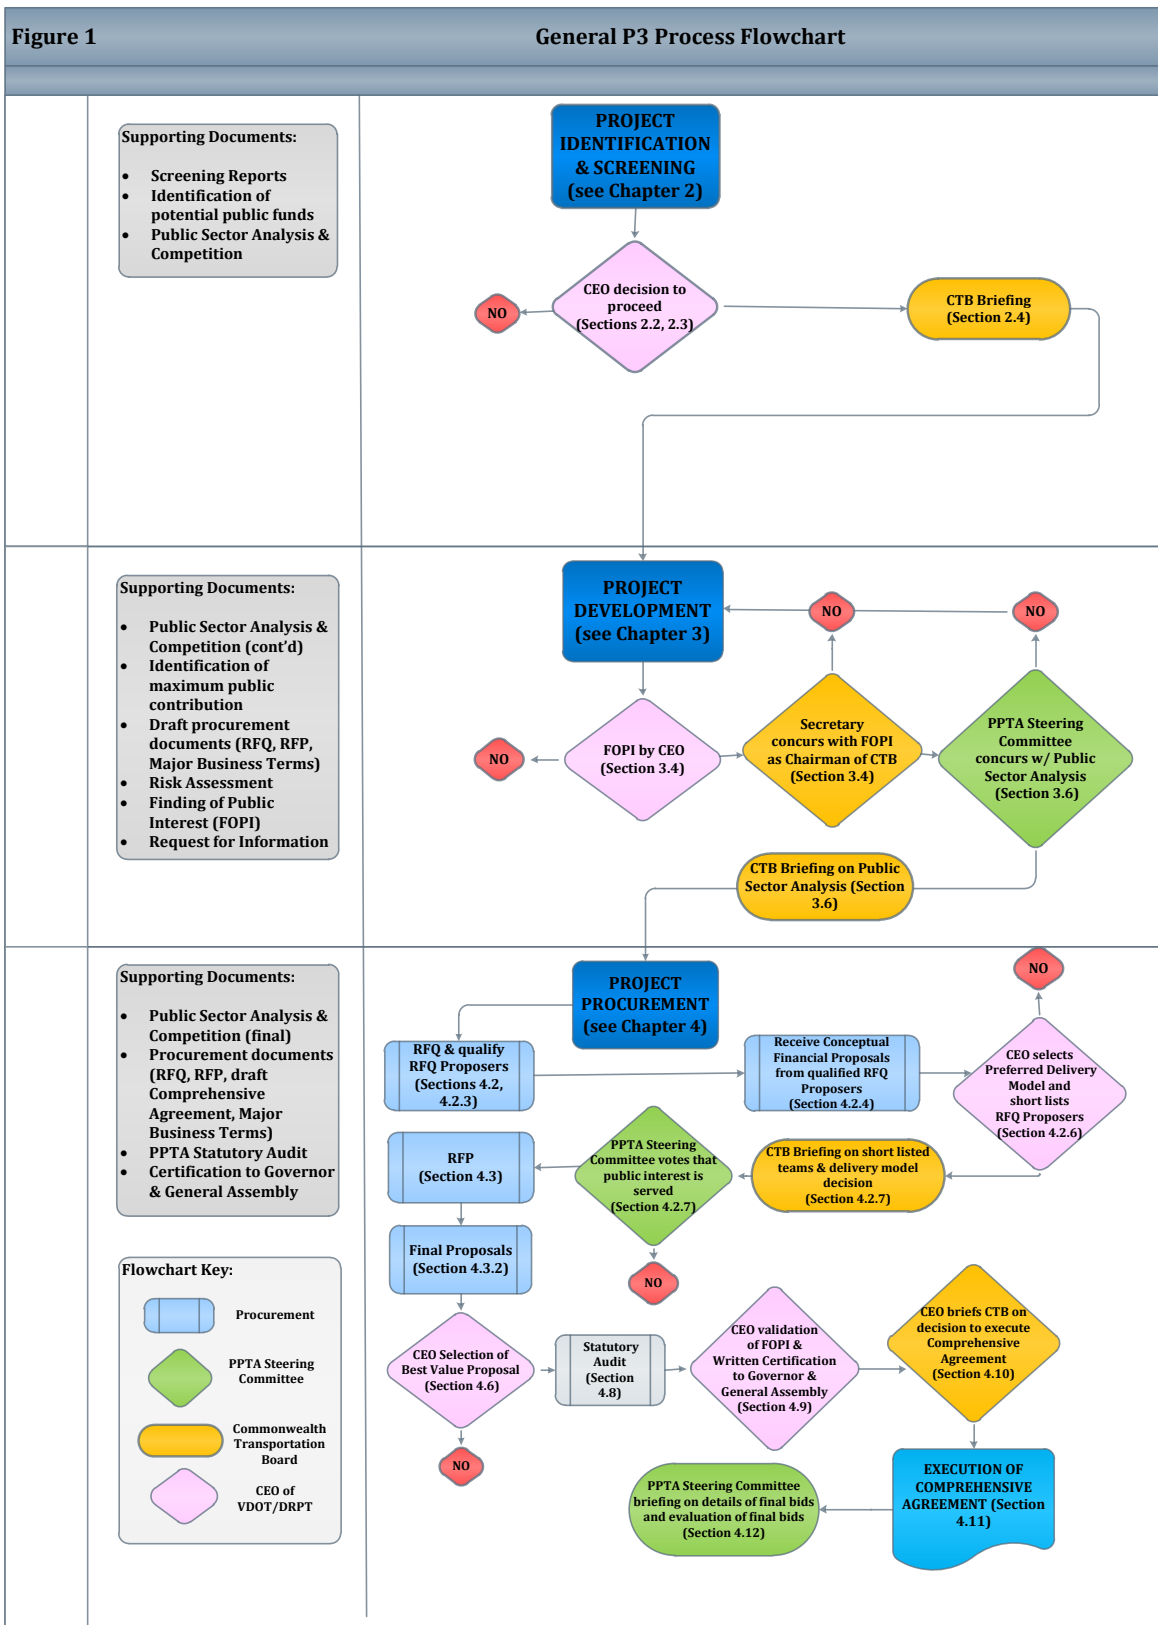 Figure 1
General P3 Process Flowchart
Supporting Documents:
• Screening Reports
• Identification of
potential public funds
• Public Sector Analysis &
Competition
PROJECT
IDENTIFICATION
& SCREENING
(see Chapter 2)
CEO decision to
proceed
(Sections 2.2, 2.3)
NO
CTB Briefing
(Section 2.4)
Supporting Documents:
• Public Sector Analysis &
Competition (cont'd)
• Identification of
maximum public
contribution
• Draft procurement
documents (RFQ, RFP,
Major Business Terms)
• Risk Assessment
• Finding of Public
Interest (FOPI)
• Request for Information
PROJECT
DEVELOPMENT
(see Chapter 3)
NO
NO
NO
FOPI by CEO
(Section 3.4)
Secretary
concurs with FOPI
as Chairman of CTB
(Section 3.4)
PPTA Steering
Committee
concurs w/ Public
Sector Analysis
(Section 3.6)
CTB Briefing on Public
Sector Analysis (Section
3.6)
Supporting Documents:
• Public Sector Analysis &
Competition (final)
• Procurement documents
(RFQ, RFP, draft
Comprehensive
Agreement, Major
Business Terms)
• PPTA Statutory Audit
• Certification to Governor
& General Assembly
PROJECT
PROCUREMENT
(see Chapter 4)
NO
RFQ & qualify
RFQ Proposers
(Sections 4.2,
4.2.3)
Receive Conceptual
Financial Proposals
from qualified RFQ
Proposers
(Section 4.2.4)
CEO selects
Preferred Delivery
Model and
short lists
RFQ Proposers
(Section 4.2.6)
RFP
(Section 4.3)
PPTA Steering
Committee votes that
public interest is
served
(Section 4.2.7)
CTB Briefing on short listed
teams & delivery model
decision
(Section 4.2.7)
Final Proposals
(Section 4.3.2)
NO
CEO Selection of
Best Value Proposal
(Section 4.6)
Statutory
Audit
(Section
4.8)
CEO validation
of FOPI &
Written Certification
to Governor &
General Assembly
(Section 4.9)
CEO briefs CTB on
decision to execute
Comprehensive
Agreement
(Section 4.10)
NO
PPTA Steering Committee
briefing on details of final bids
and evaluation of final bids
(Section 4.12)
EXECUTION OF
COMPREHENSIVE
AGREEMENT (Section
4.11)
Flowchart Key:
Procurement
PPTA Steering
Committee
Commonwealth
Transportation
Board
CEO of
VDOT/DRPT